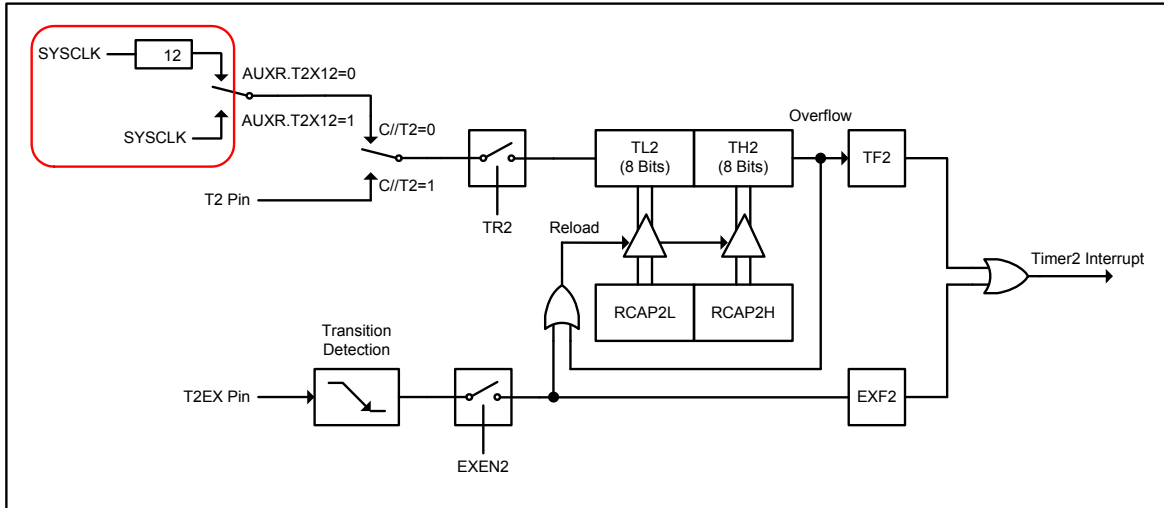 SYSCLK
12
AUXR.T2X12=0
AUXR.T2X12=1
SYSCLK
C//T2=0
C//T2=1
T2 Pin
TR2
TL2
(8 Bits)
TH2
(8 Bits)
Overflow
TF2
Reload
RCAP2L
RCAP2H
Timer2 Interrupt
Transition
Detection
T2EX Pin
EXEN2
EXF2